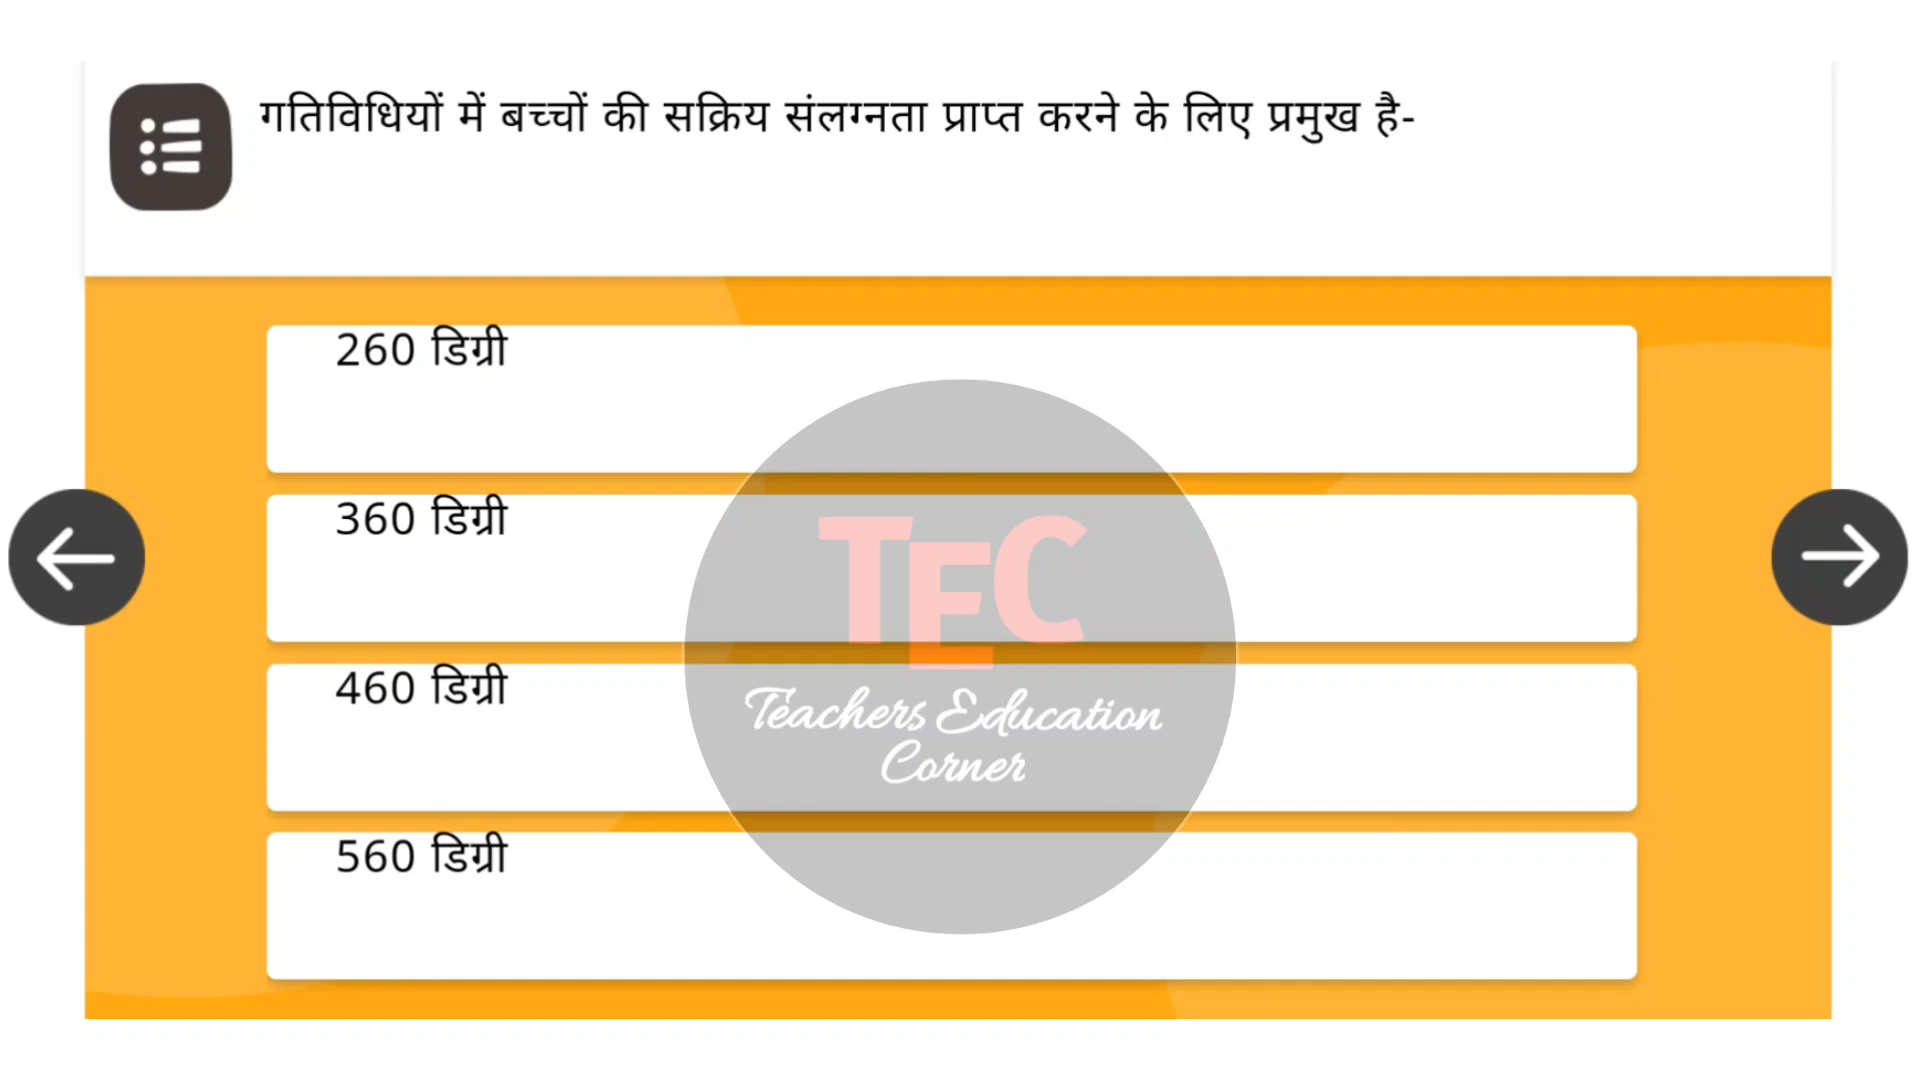 गतिविधियों में बच्चों की सक्रिय संलग्नता प्राप्त करने के लिए प्रमुख है-
260 डिग्री
360 डिग्री
460 डिग्री
560 डिग्री
TEC
Teachers Education
Corner